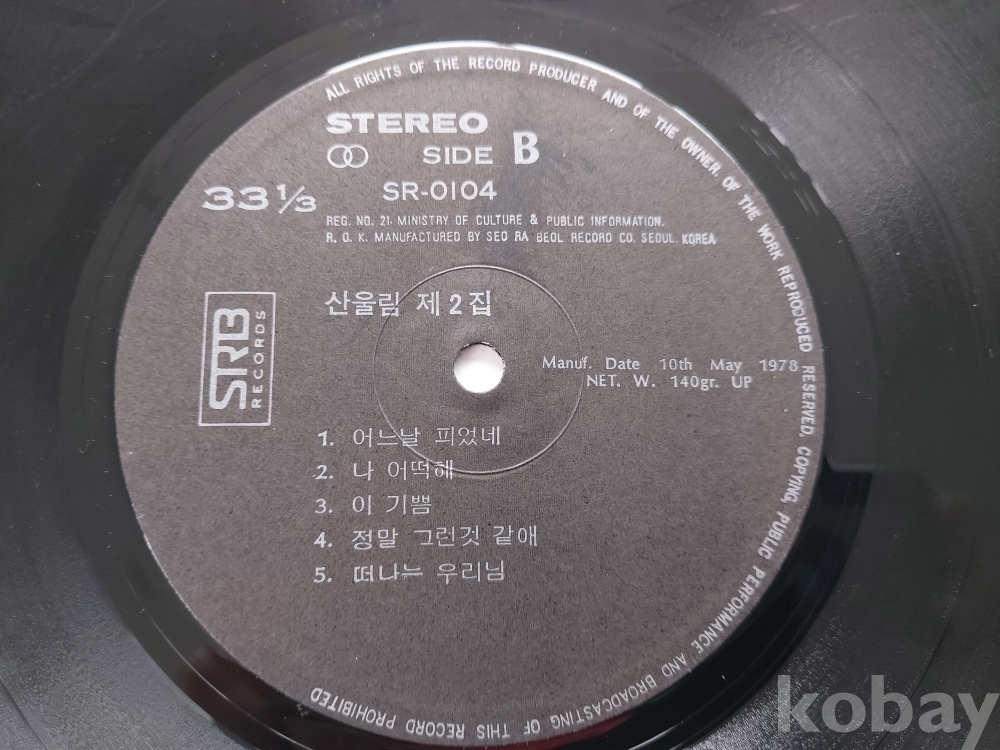 ALL RIGHTS OF THE RECORD PRODUCER AND OF THE OWNER. OF THE WORK REPRODUCED RESERVED. COPYING, PUBLIC PERFORMANCE AND BROADCASTING OF THIS RECORD PROHIBITED
STEREO
SIDE B
33 1/3
SR-0104
REG. NO. 21. MINISTRY OF CULTURE & PUBLIC INFORMATION.
R. O. K. MANUFACTURED BY SEO RA BEOL RECORD CO. SEOUL. KOREA
SRB
RECORDS
산울림 제 2 집
Manuf. Date 10th May 1978
NET. W. 140gr. UP
1. 어느날 피었네
2. 나 어떡해
3. 이 기쁨
4. 정말 그런것 같애
5. 떠나는 우리님
kobay